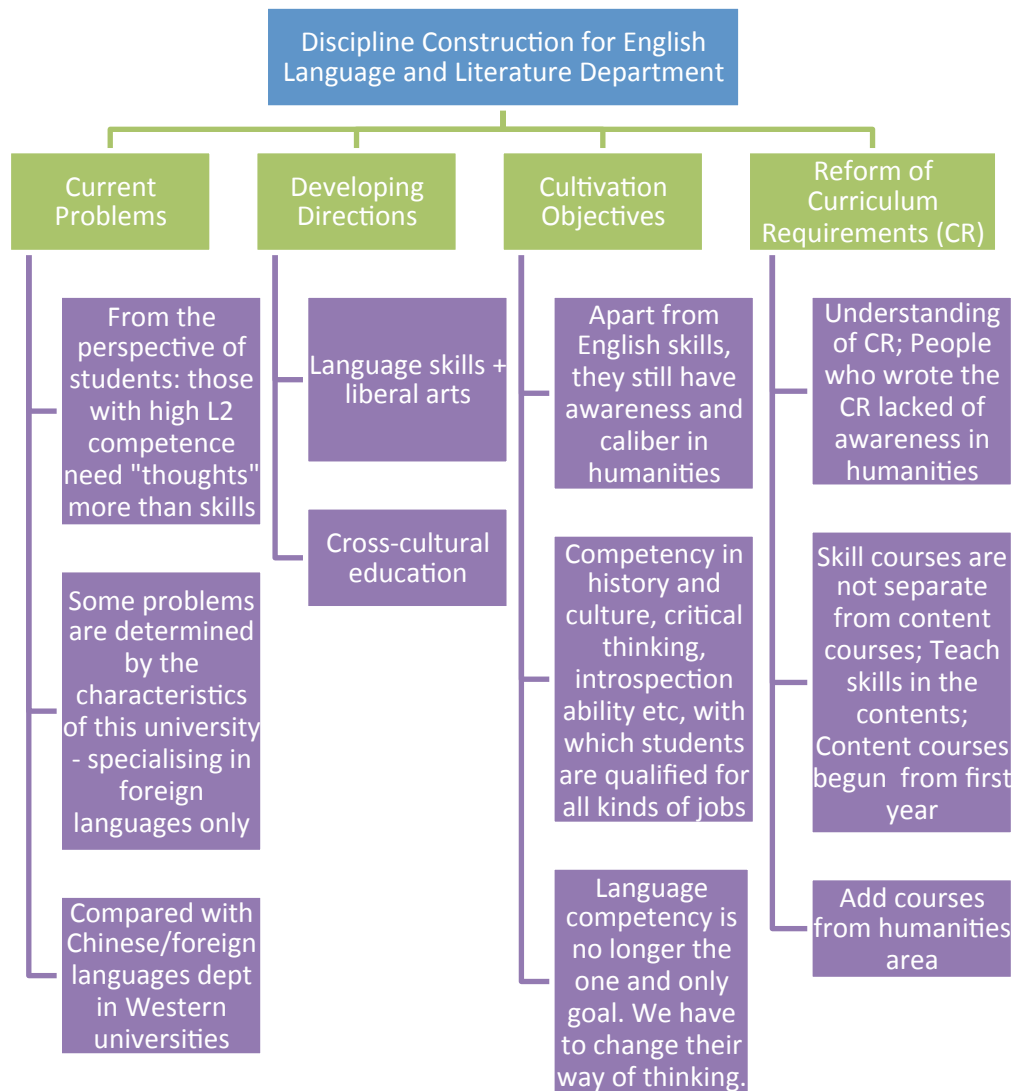 Discipline Construction for English
Language and Literature Department
Current
Problems
From the
perspective of
students: those
with high L2
competence
need "thoughts"
more than skills
Some problems
are determined
by the
characteristics
of this university
- specialising in
foreign
languages only
Compared with
Chinese/foreign
languages dept
in Western
universities
Developing
Directions
Language skills +
liberal arts
Cross-cultural
education
Cultivation
Objectives
Apart from
English skills,
they still have
awareness and
caliber in
humanities
Competency in
history and
culture, critical
thinking,
introspection
ability etc, with
which students
are qualified for
all kinds of jobs
Language
competency is
no longer the
one and only
goal. We have
to change their
way of thinking.
Reform of
Curriculum
Requirements (CR)
Understanding
of CR; People
who wrote the
CR lacked of
awareness in
humanities
Skill courses are
not separate
from content
courses; Teach
skills in the
contents;
Content courses
begun from first
year
Add courses
from humanities
area